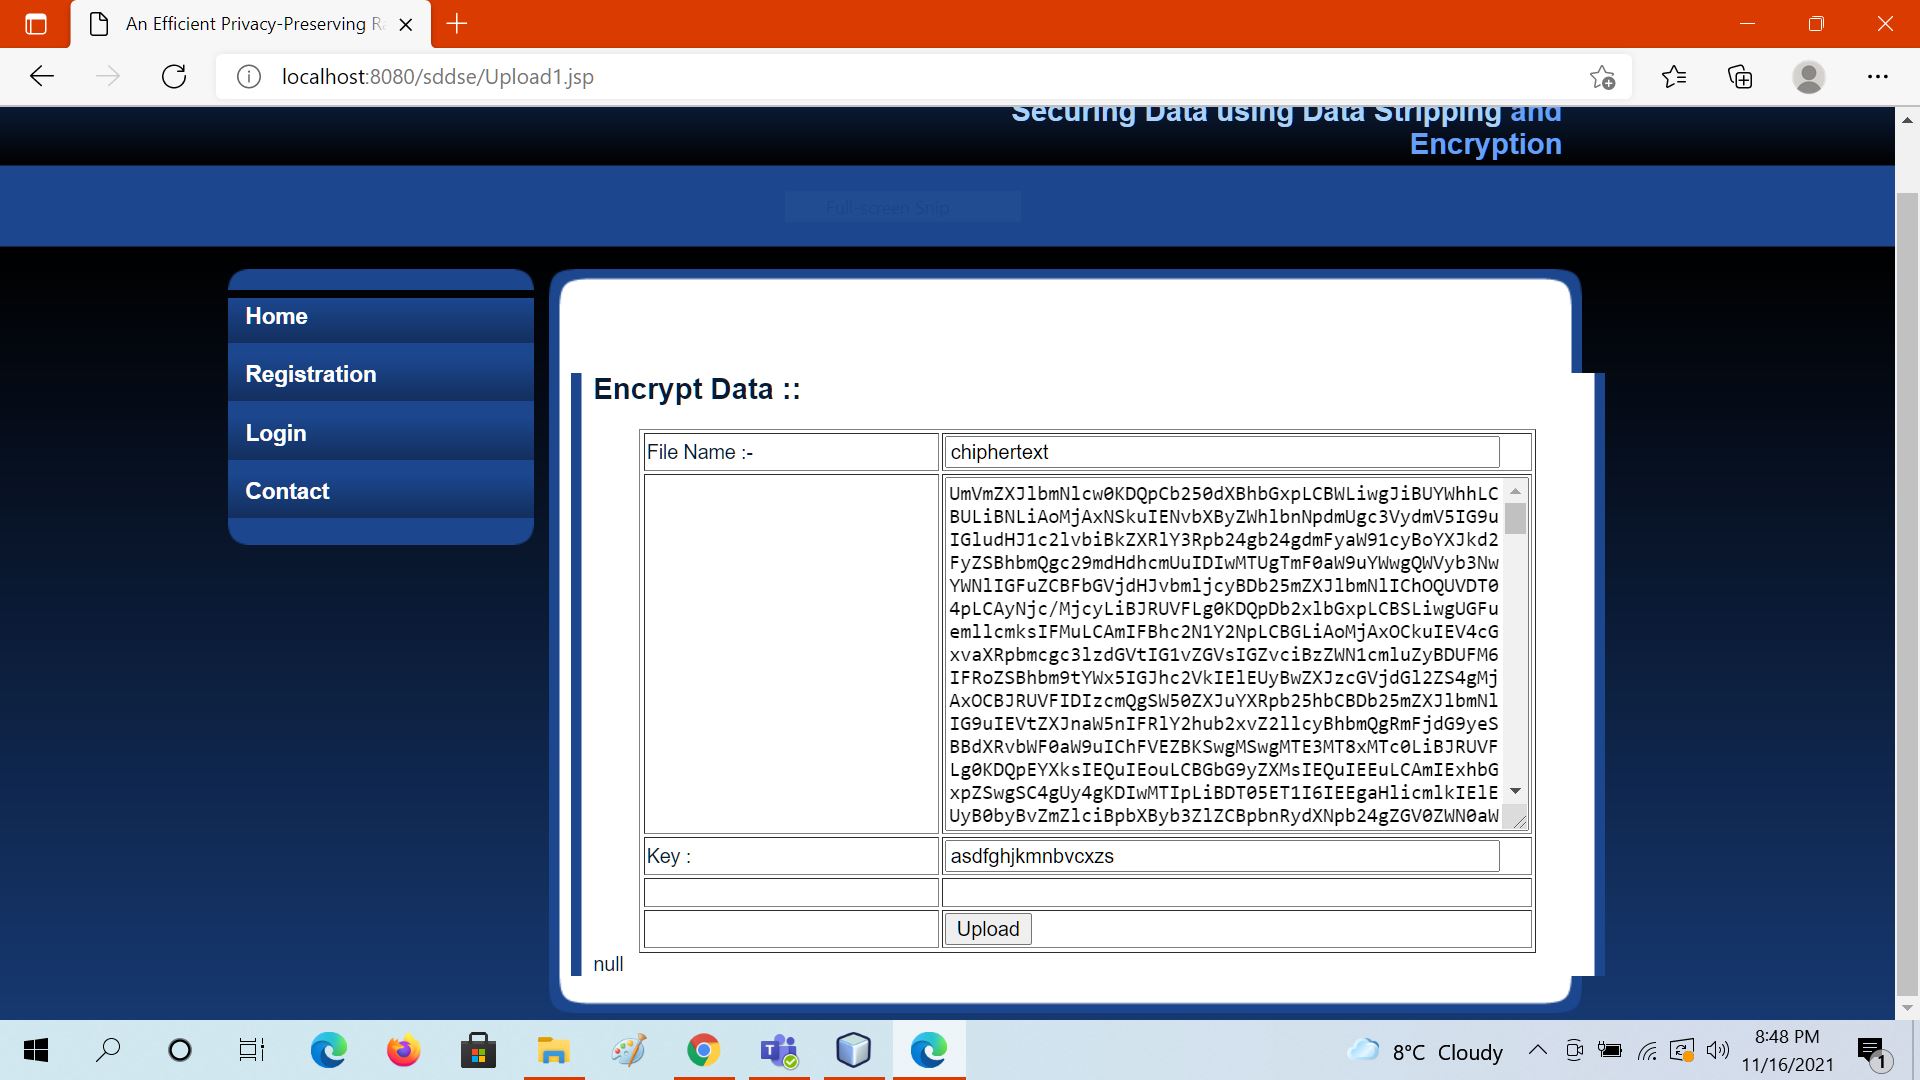 An Efficient Privacy-Preserving Ra
localhost:8080/sddse/Upload1.jsp
Securing Data using Data Stripping and
Encryption
Full-screen Snip
Home
Registration
Login
Contact
Encrypt Data ::
File Name :-
chiphertext
UmVmZXJlbmNlcw0KDQpCb250dXBhbGxpLCBWLiwgJiBUYWhhLC
BULiBNLiAoMjAxNSkuIENvbXByZWhlbnNpdmUgc3VydmV5IG9u
IGludHJ1c2lvbiBkZXRlY3Rpb24gb24gdmFyaW91cyBoYXJkd2
FyZSBhbmQgc29mdHdhcmUuIDIwMTUgTmF0aW9uYWwgQWVyb3Nw
YWNlIGFuZCBFbGVjdHJvbmljcyBDb25mZXJlbmNlIChOQUVDT0
4pLCAyNjc/MjcyLiBJRUVFLg0KDQpDb2xlbGxpLCBSLiwgUGFu
emllcmksIFMuLCAmIFBhc2N1Y2NpLCBGLiAoMjAxOCkuIEV4cG
xvaXRpbmcgc3lzdGVtIG1vZGVsIGZvciBzZWN1cmluZyBDUFM6
IFRoZSBhbm9tYWx5IGJhc2VkIElEUyBwZXJzcGVjdGl2ZS4gMj
AxOCBJRUVFIDIzcmQgSW50ZXJuYXRpb25hbCBDb25mZXJlbmNl
IG9uIEVtZXJnaW5nIFRlY2hub2xvZ2llcyBhbmQgRmFjdG9yeS
BBdXRvbWF0aW9uIChFVEZBKSwgMSwgMTE3MT8xMTc0LiBJRUVF
Lg0KDQpEYXksIEQuIEouLCBGbG9yZXMsIEQuIEEuLCAmIExhbG
xpZSwgSC4gUy4gKDIwMTIpLiBDT05ET1I6IEEgaHlicmlkIElE
UyB0byBvZmZlciBpbXByb3ZlZCBpbnRydXNpb24gZGV0ZWN0aW
Key :
asdfghjkmnbvcxzs
Upload
null
8°C Cloudy
8:48 PM
11/16/2021
1